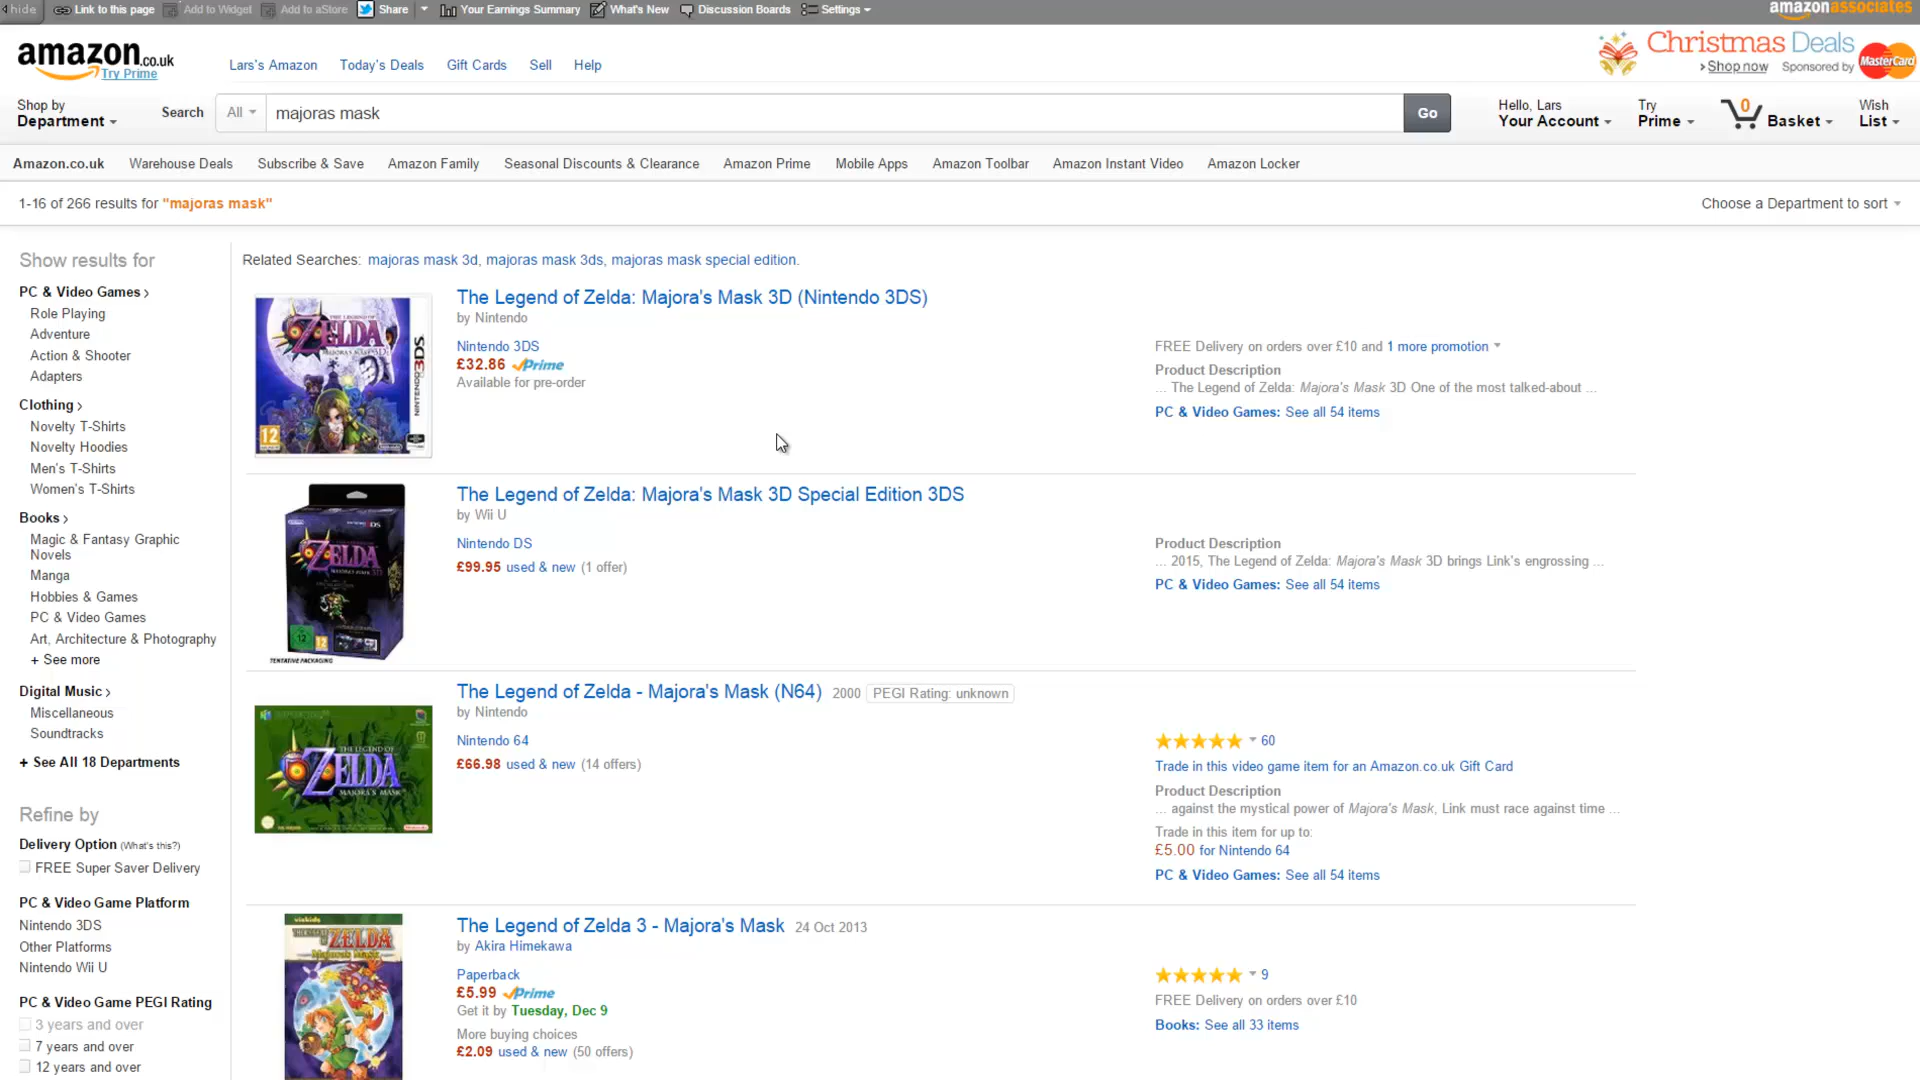 hide Link to this page Add to Widget Add to aStore Share Your Earnings Summary What's New Discussion Boards Settings
amazonassociates
amazon.co.uk
Try Prime
Lars's Amazon Today's Deals Gift Cards Sell Help
Christmas Deals
Shop now Sponsored by MasterCard
Shop by
Department
Search All majoras mask Go
Hello, Lars
Your Account
Try
Prime
0
Basket
Wish
List
Amazon.co.uk Warehouse Deals Subscribe & Save Amazon Family Seasonal Discounts & Clearance Amazon Prime Mobile Apps Amazon Toolbar Amazon Instant Video Amazon Locker
1-16 of 266 results for "majoras mask"
Choose a Department to sort
Show results for
PC & Video Games
Role Playing
Adventure
Action & Shooter
Adapters
Clothing
Novelty T-Shirts
Novelty Hoodies
Men's T-Shirts
Women's T-Shirts
Books
Magic & Fantasy Graphic
Novels
Manga
Hobbies & Games
PC & Video Games
Art, Architecture & Photography
+ See more
Digital Music
Miscellaneous
Soundtracks
+ See All 18 Departments
Refine by
Delivery Option (What's this?)
FREE Super Saver Delivery
PC & Video Game Platform
Nintendo 3DS
Other Platforms
Nintendo Wii U
PC & Video Game PEGI Rating
3 years and over
7 years and over
12 years and over
Related Searches: majoras mask 3d, majoras mask 3ds, majoras mask special edition.
ZELDA
NINTENDO 3DS
12
The Legend of Zelda: Majora's Mask 3D (Nintendo 3DS)
by Nintendo
Nintendo 3DS
£32.86 Prime
Available for pre-order
FREE Delivery on orders over £10 and 1 more promotion
Product Description
... The Legend of Zelda: Majora's Mask 3D One of the most talked-about ...
PC & Video Games: See all 54 items
ZELDA
12
TENTATIVE PACKAGING
The Legend of Zelda: Majora's Mask 3D Special Edition 3DS
by Wii U
Nintendo DS
£99.95 used & new (1 offer)
Product Description
... 2015, The Legend of Zelda: Majora's Mask 3D brings Link's engrossing ...
PC & Video Games: See all 54 items
THE LEGEND OF
ZELDA
MAJORA'S MASK
The Legend of Zelda - Majora's Mask (N64) 2000 PEGI Rating: unknown
by Nintendo
Nintendo 64
£66.98 used & new (14 offers)
60
Trade in this video game item for an Amazon.co.uk Gift Card
Product Description
... against the mystical power of Majora's Mask, Link must race against time ...
Trade in this item for up to:
£5.00 for Nintendo 64
PC & Video Games: See all 54 items
ZELDA
Majora's Mask
The Legend of Zelda 3 - Majora's Mask 24 Oct 2013
by Akira Himekawa
Paperback
£5.99 Prime
Get it by Tuesday, Dec 9
More buying choices
£2.09 used & new (50 offers)
9
FREE Delivery on orders over £10
Books: See all 33 items